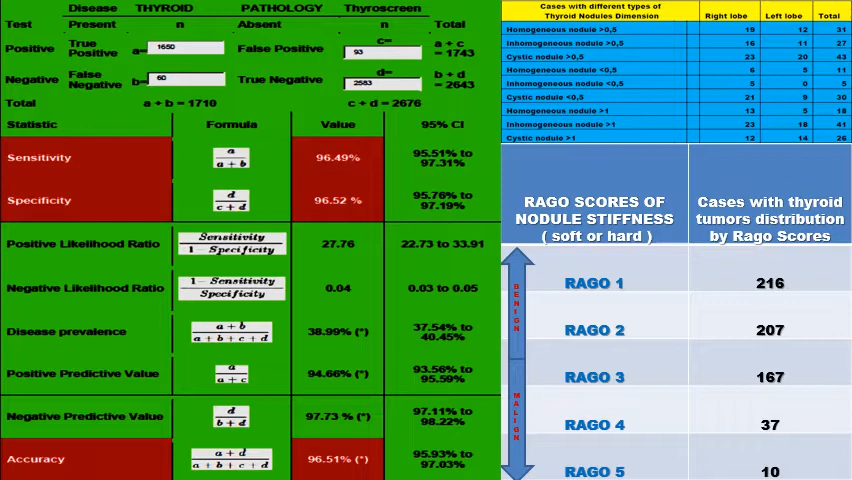 Disease THYROID PATHOLOGY Thyroscreen
Test Present n Absent n Total
Positive True Positive a= 1650 False Positive c= 93 a + c = 1743
Negative False Negative b= 60 True Negative d= 2583 b + d = 2643
Total a + b = 1710 c + d = 2676
Statistic Formula Value 95% CI
Sensitivity a / a + b 96.49% 95.51% to 97.31%
Specificity d / c + d 96.52 % 95.76% to 97.19%
Positive Likelihood Ratio Sensitivity / 1 − Specificity 27.76 22.73 to 33.91
Negative Likelihood Ratio 1 − Sensitivity / Specificity 0.04 0.03 to 0.05
Disease prevalence a + b / a + b + c + d 38.99% (*) 37.54% to 40.45%
Positive Predictive Value a / a + c 94.66% (*) 93.56% to 95.59%
Negative Predictive Value d / b + d 97.73 % (*) 97.11% to 98.22%
Accuracy a + d / a + b + c + d 96.51% (*) 95.93% to 97.03%
Cases with different types of
Thyroid Nodules Dimension Right lobe Left lobe Total
Homogeneous nodule >0,5 19 12 31
Inhomogeneous nodule >0,5 16 11 27
Cystic nodule >0,5 23 20 43
Homogeneous nodule <0,5 6 5 11
Inhomogeneous nodule <0,5 5 0 5
Cystic nodule <0,5 21 9 30
Homogeneous nodule >1 13 5 18
Inhomogeneous nodule >1 23 18 41
Cystic nodule >1 12 14 26
RAGO SCORES OF
NODULE STIFFNESS
( soft or hard )
Cases with thyroid
tumors distribution
by Rago Scores
BENIGN
MALIGN
RAGO 1 216
RAGO 2 207
RAGO 3 167
RAGO 4 37
RAGO 5 10